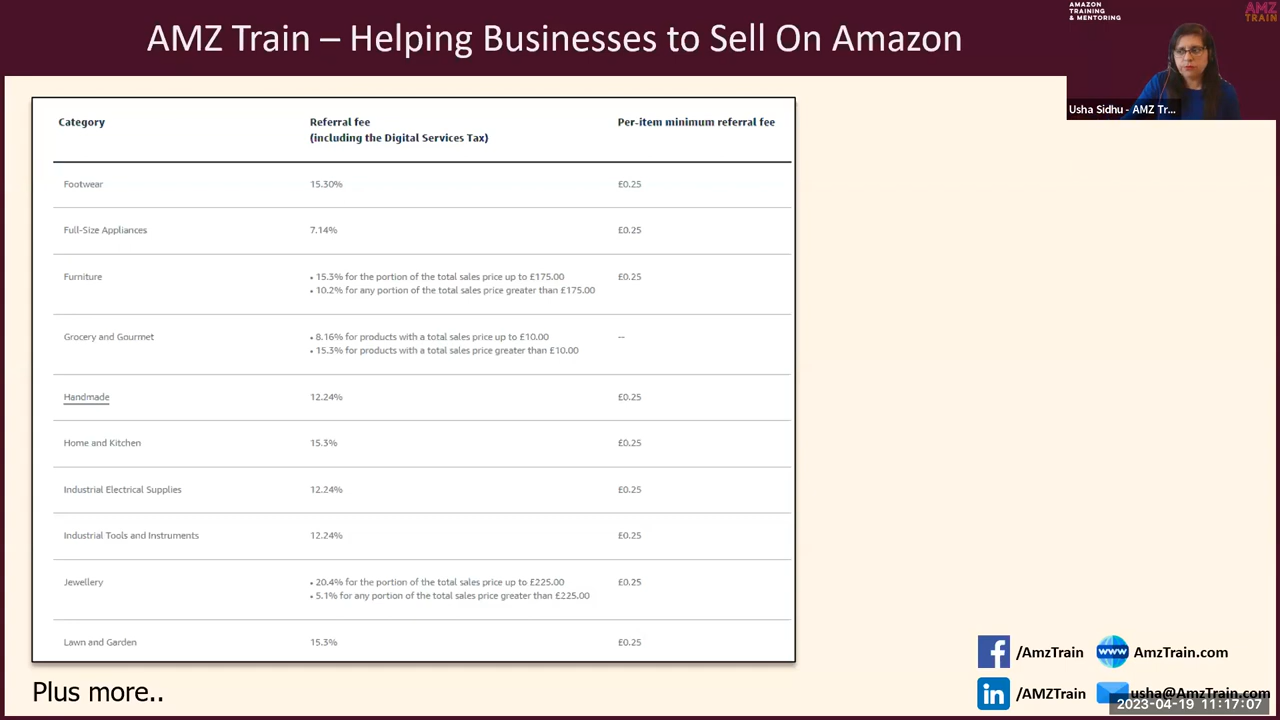 AMZ Train – Helping Businesses to Sell On Amazon
AMAZON
TRAINING
& MENTORING
AMZ
TRAIN
Usha Sidhu - AMZ Tr...
Category Referral fee Per-item minimum referral fee
(including the Digital Services Tax)
Footwear 15.30% £0.25
Full-Size Appliances 7.14% £0.25
Furniture • 15.3% for the portion of the total sales price up to £175.00 £0.25
• 10.2% for any portion of the total sales price greater than £175.00
Grocery and Gourmet • 8.16% for products with a total sales price up to £10.00 --
• 15.3% for products with a total sales price greater than £10.00
Handmade 12.24% £0.25
Home and Kitchen 15.3% £0.25
Industrial Electrical Supplies 12.24% £0.25
Industrial Tools and Instruments 12.24% £0.25
Jewellery • 20.4% for the portion of the total sales price up to £225.00 £0.25
• 5.1% for any portion of the total sales price greater than £225.00
Lawn and Garden 15.3% £0.25
Plus more..
f /AmzTrain www AmzTrain.com
in /AMZTrain usha@AmzTrain.com
2023-04-19 11:17:07